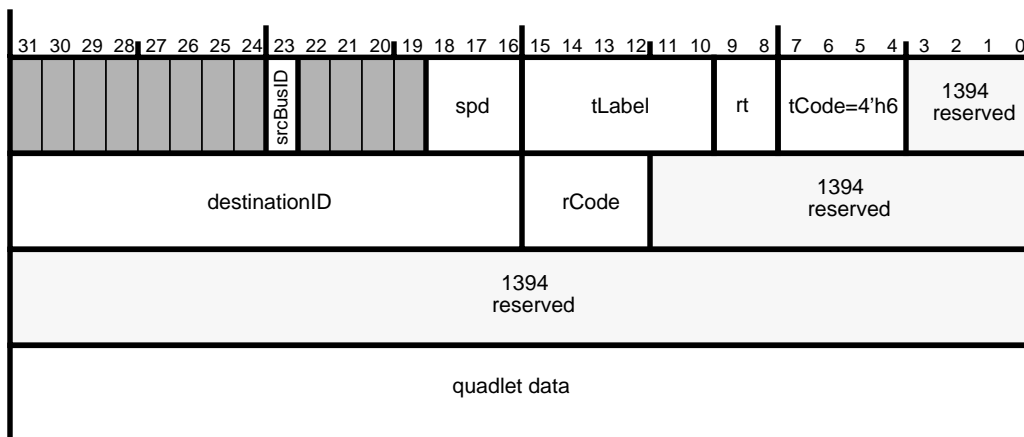 31 30 29 28 27 26 25 24 23 22 21 20 19 18 17 16 15 14 13 12 11 10 9 8 7 6 5 4 3 2 1 0
srcBusID
spd
tLabel
rt
tCode=4'h6
1394
reserved
destinationID
rCode
1394
reserved
1394
reserved
quadlet data